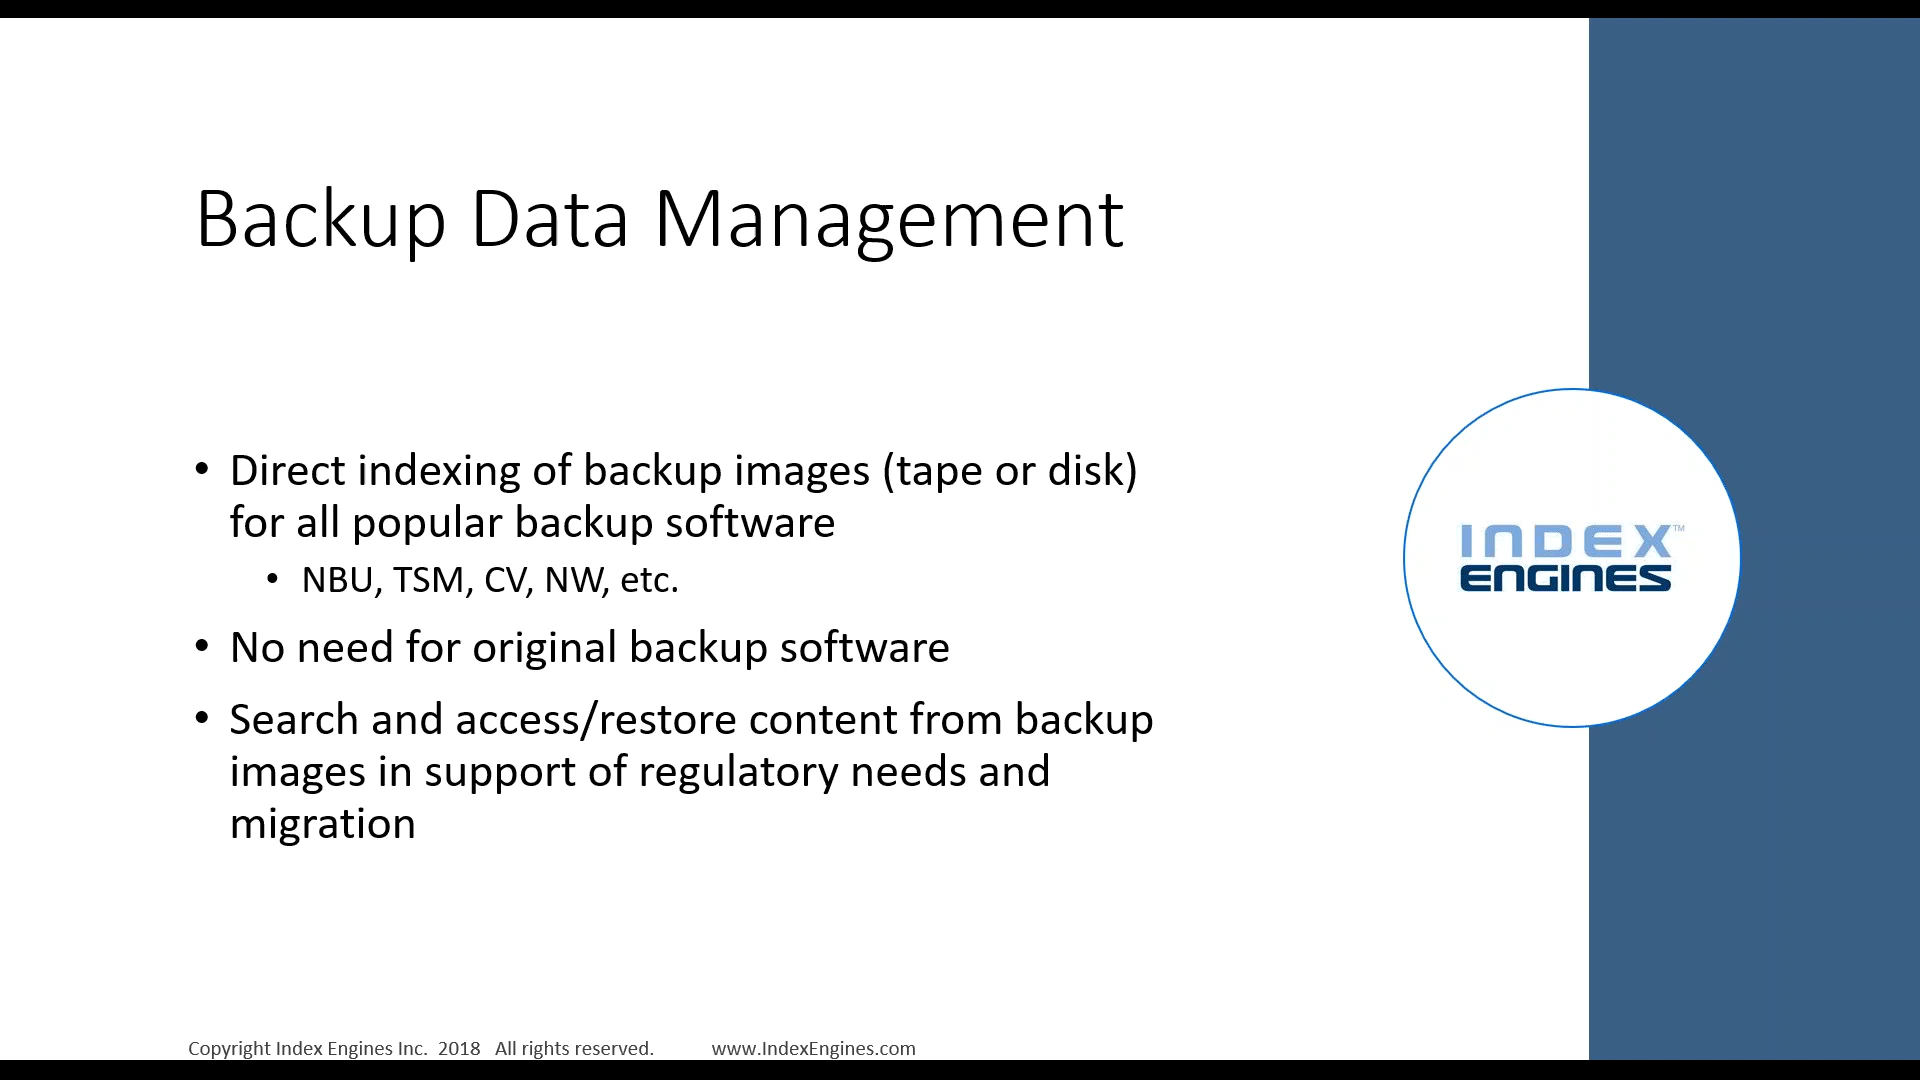 Backup Data Management
• Direct indexing of backup images (tape or disk)
for all popular backup software
• NBU, TSM, CV, NW, etc.
• No need for original backup software
• Search and access/restore content from backup
images in support of regulatory needs and
migration
INDEX™
ENGINES
Copyright Index Engines Inc.  2018   All rights reserved.          www.IndexEngines.com